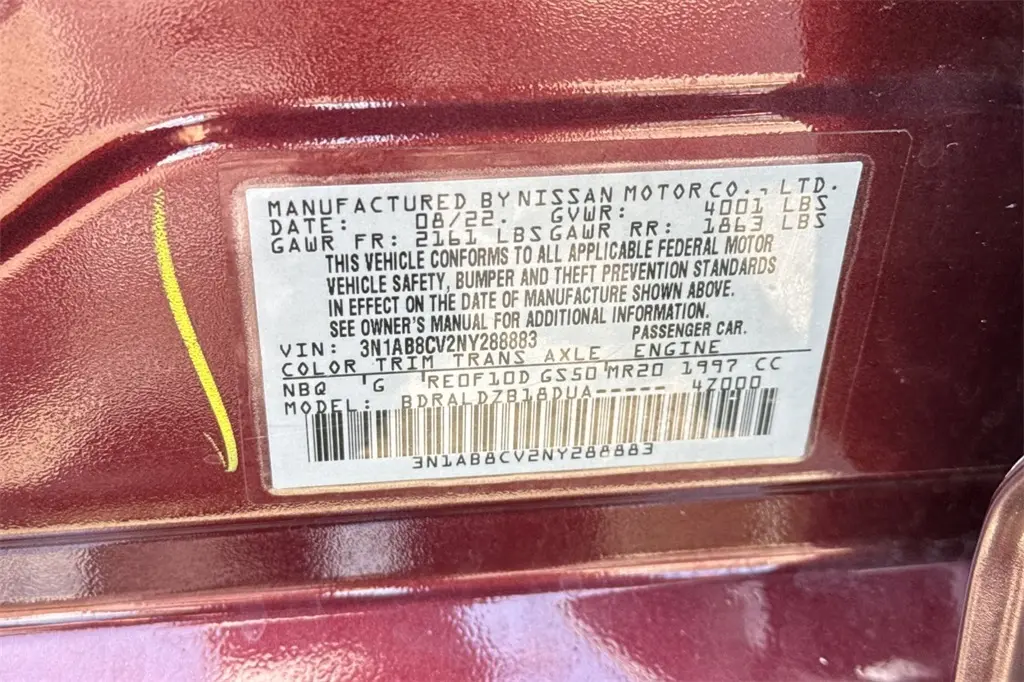 MANUFACTURED BY NISSAN MOTOR CO., LTD.
DATE: 08/22. GVWR: 4001 LBS
GAWR FR: 2161 LBS GAWR RR: 1863 LBS
THIS VEHICLE CONFORMS TO ALL APPLICABLE FEDERAL MOTOR
VEHICLE SAFETY, BUMPER AND THEFT PREVENTION STANDARDS
IN EFFECT ON THE DATE OF MANUFACTURE SHOWN ABOVE.
SEE OWNER'S MANUAL FOR ADDITIONAL INFORMATION.
VIN: 3N1AB8CV2NY288883 PASSENGER CAR.
COLOR TRIM TRANS AXLE ENGINE
NBQ G RE0F10D GS50 MR20 1997 CC
MODEL: BDRALDZB18DUA----- 47000
3N1AB8CV2NY288883